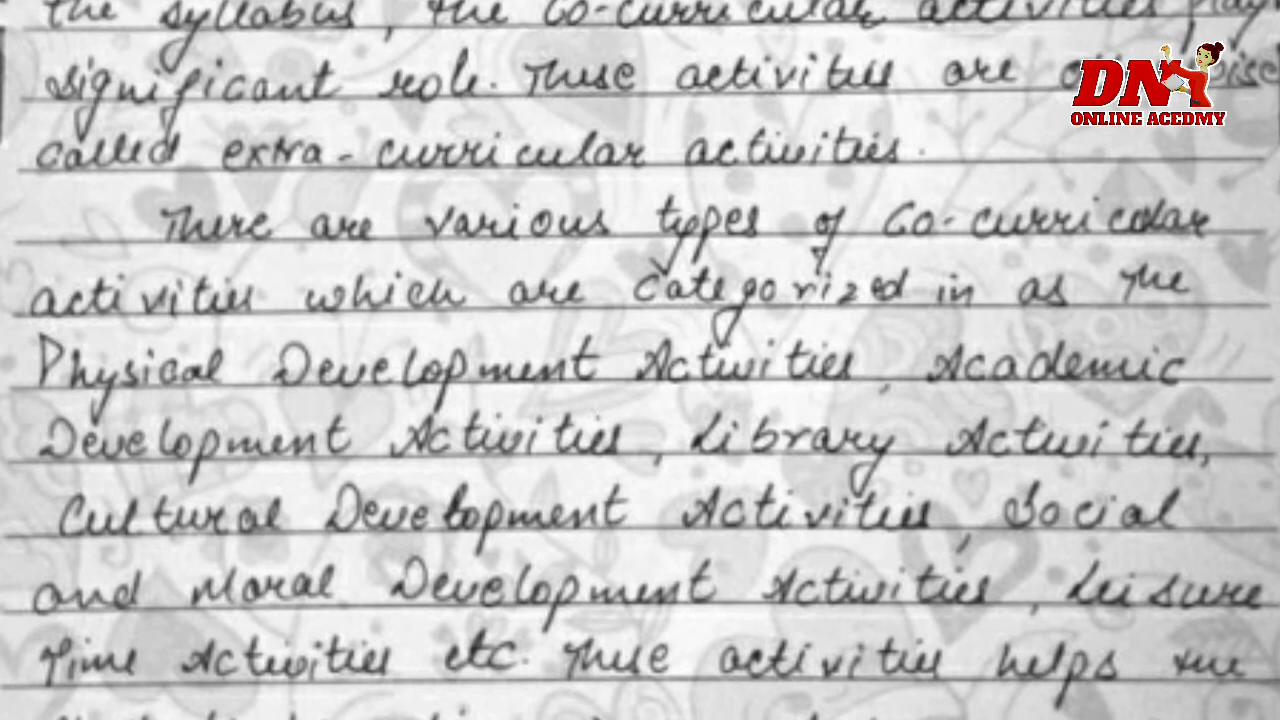 the syllabus, the Co-curricular activities play
significant role. These activities are
called extra-curricular activities.
There are various types of Co-curricular
activities which are categorized in as the
Physical Development Activities, Academic
Development Activities, Library Activities,
Cultural Development Activities, Social
and Moral Development Activities, Leisure
Time Activities etc. These activities helps the
DN
ONLINE ACEDMY